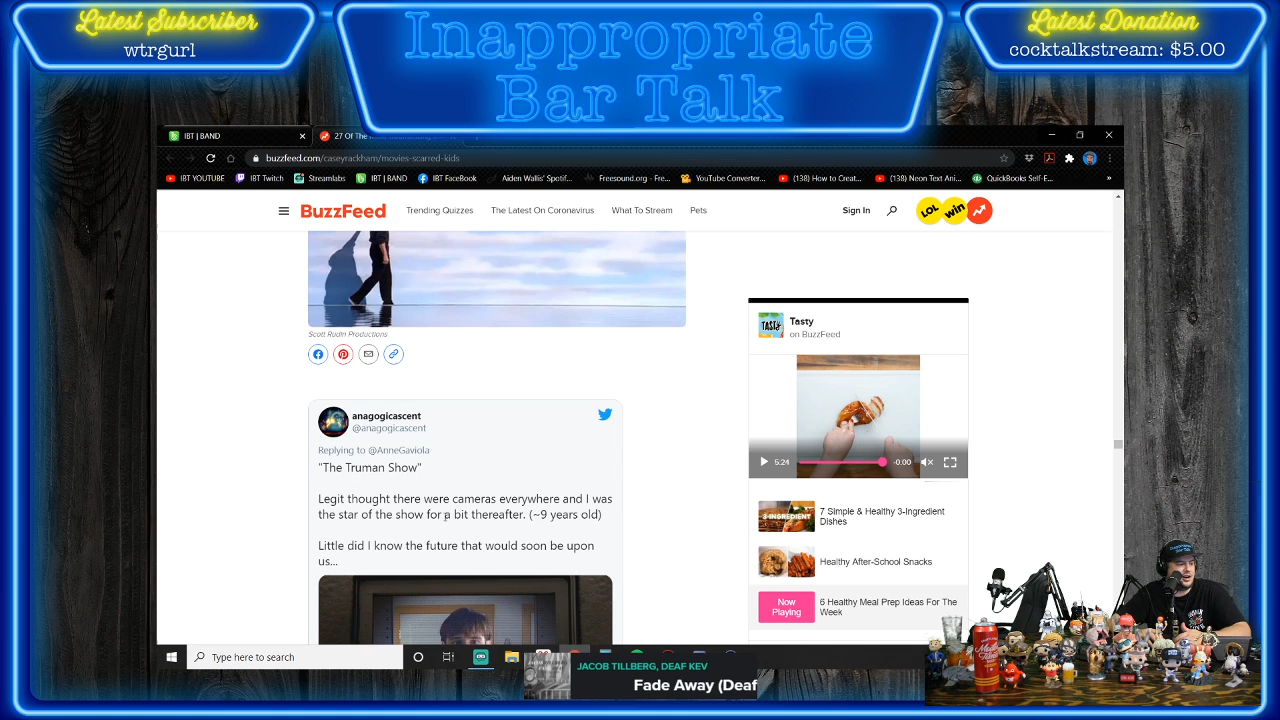 Latest Subscriber
wtrgurl
Inappropriate
Bar Talk
Latest Donation
cocktalkstream: $5.00
IBT | BAND
27 Of The
buzzfeed.com/caseyrackham/movies-scarred-kids
IBT YOUTUBE
IBT Twitch
Streamlabs
IBT | BAND
IBT FaceBook
Aiden Wallis' Spotif...
Freesound.org - Fre...
YouTube Converter...
(138) How to Creat...
(138) Neon Text Ani...
QuickBooks Self-E...
BuzzFeed
Trending Quizzes
The Latest On Coronavirus
What To Stream
Pets
Sign In
LOL
win
Scott Rudin Productions
anagogicascent
@anagogicascent
Replying to @AnneGaviola
"The Truman Show"
Legit thought there were cameras everywhere and I was
the star of the show for a bit thereafter. (~9 years old)
Little did I know the future that would soon be upon
us...
TASTY
Tasty
on BuzzFeed
5:24
-0:00
3-INGREDIENT
7 Simple & Healthy 3-Ingredient
Dishes
Healthy After-School Snacks
Now
Playing
6 Healthy Meal Prep Ideas For The
Week
Type here to search
JACOB TILLBERG, DEAF KEV
Fade Away (Deaf